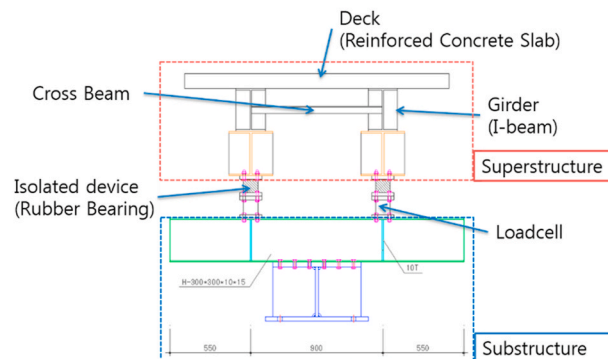 Deck
(Reinforced Concrete Slab)
Cross Beam
Girder
(I-beam)
Superstructure
Isolated device
(Rubber Bearing)
Loadcell
H-300*300*10*15
10T
550
900
550
Substructure